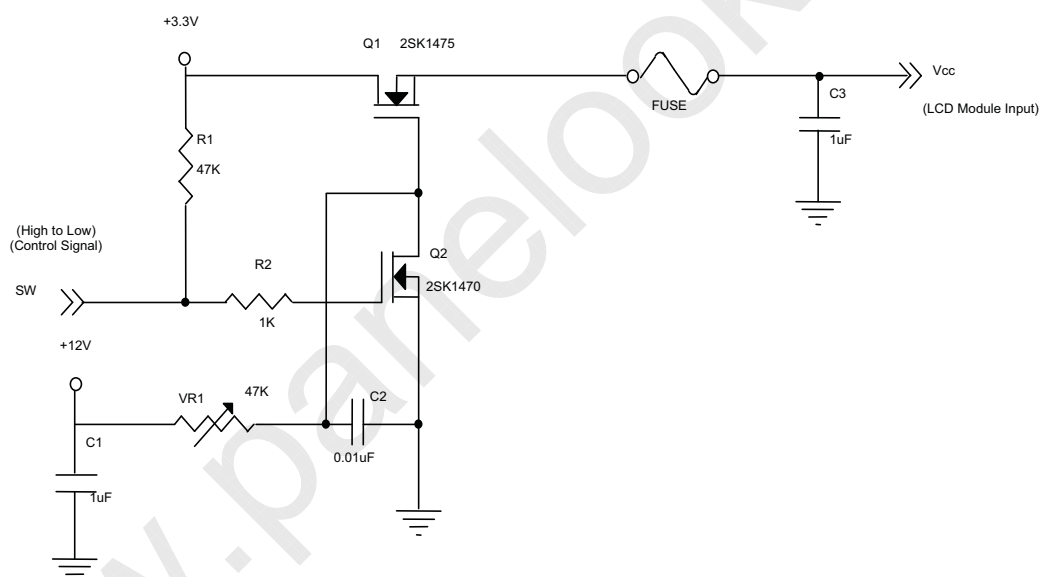 +3.3V
Q1 2SK1475
FUSE
C3
1uF
Vcc
(LCD Module Input)
R1
47K
(High to Low)
(Control Signal)
SW
R2
1K
Q2
2SK1470
+12V
VR1
47K
C2
0.01uF
C1
1uF
w.panelook